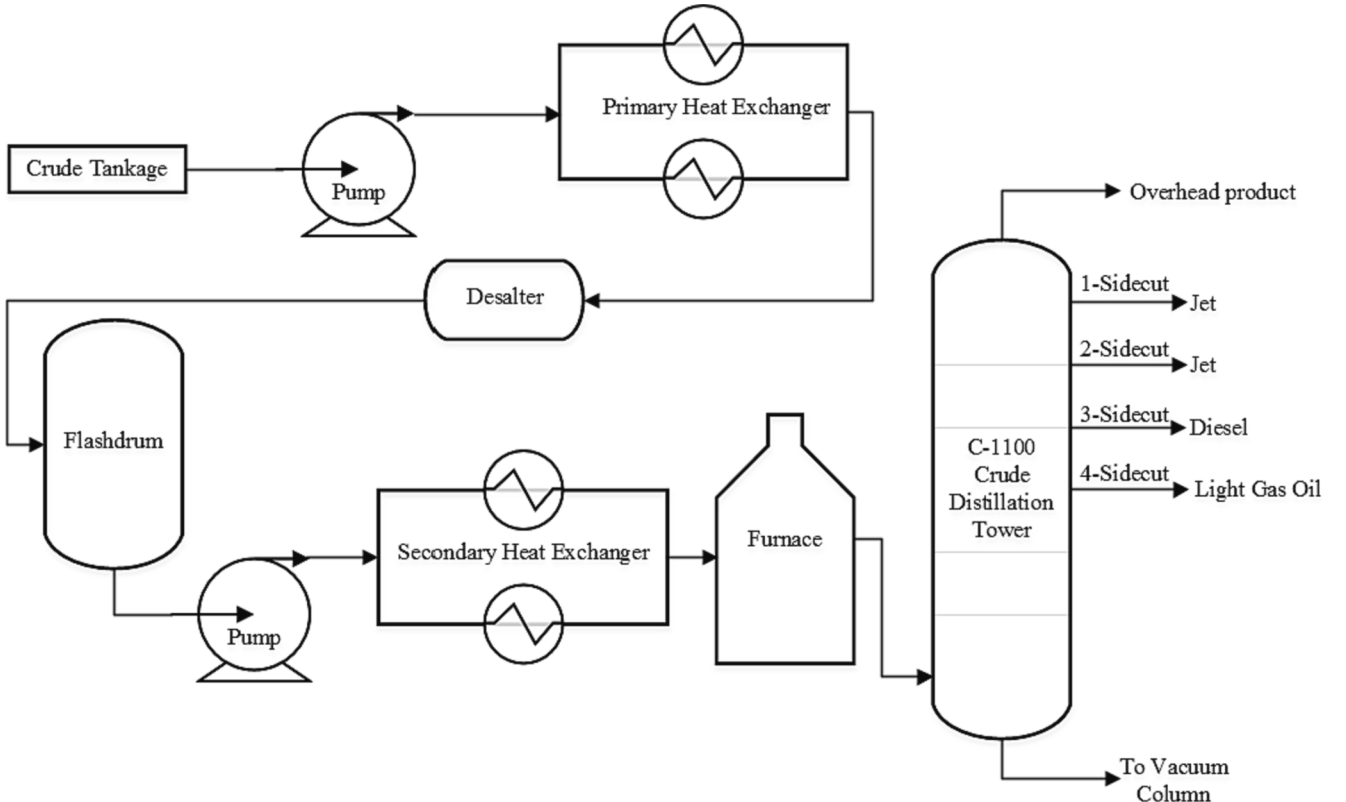 Primary Heat Exchanger
Crude Tankage
Pump
Overhead product
Desalter
1-Sidecut
Jet
2-Sidecut
Jet
3-Sidecut
Diesel
4-Sidecut
Light Gas Oil
Flashdrum
C-1100
Crude
Distillation
Tower
Furnace
Secondary Heat Exchanger
Pump
To Vacuum
Column